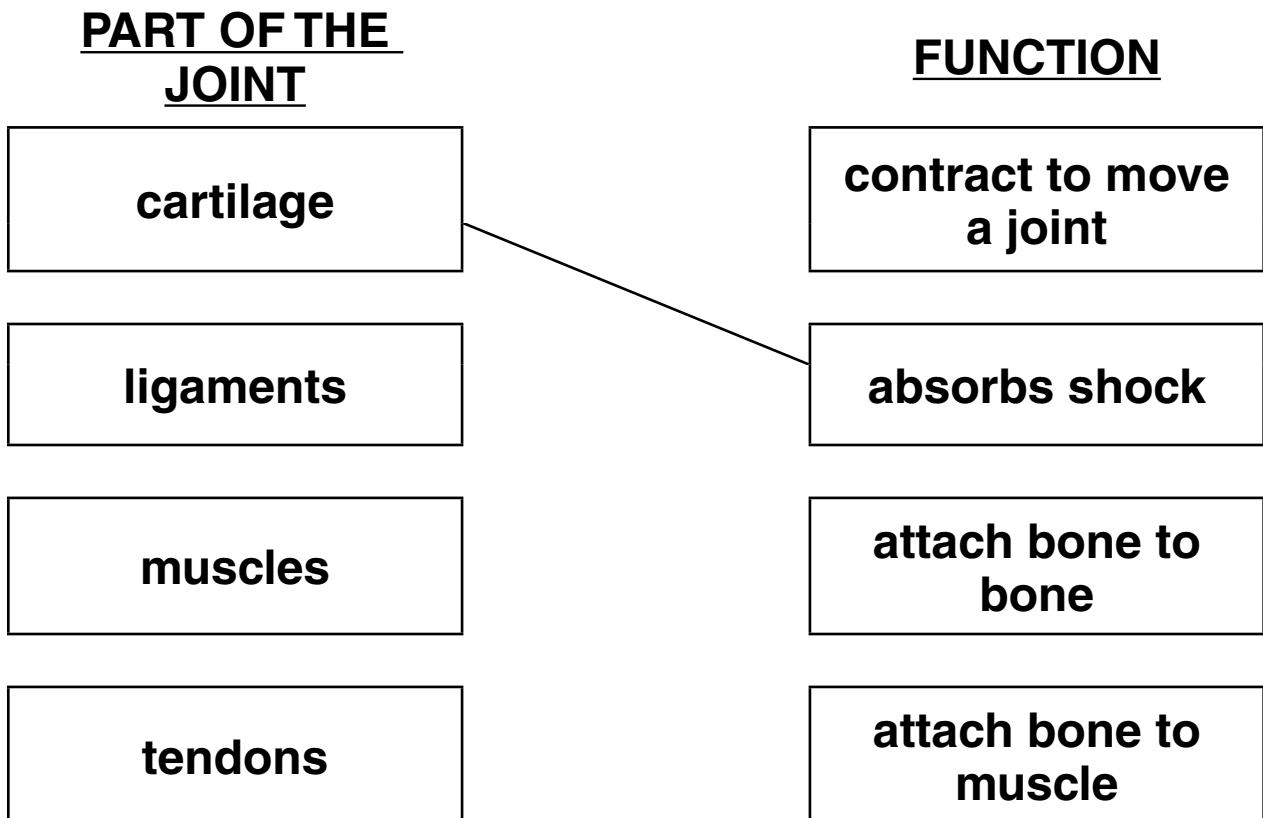 PART OF THE
JOINT
FUNCTION
cartilage
contract to move
a joint
ligaments
absorbs shock
muscles
attach bone to
bone
tendons
attach bone to
muscle